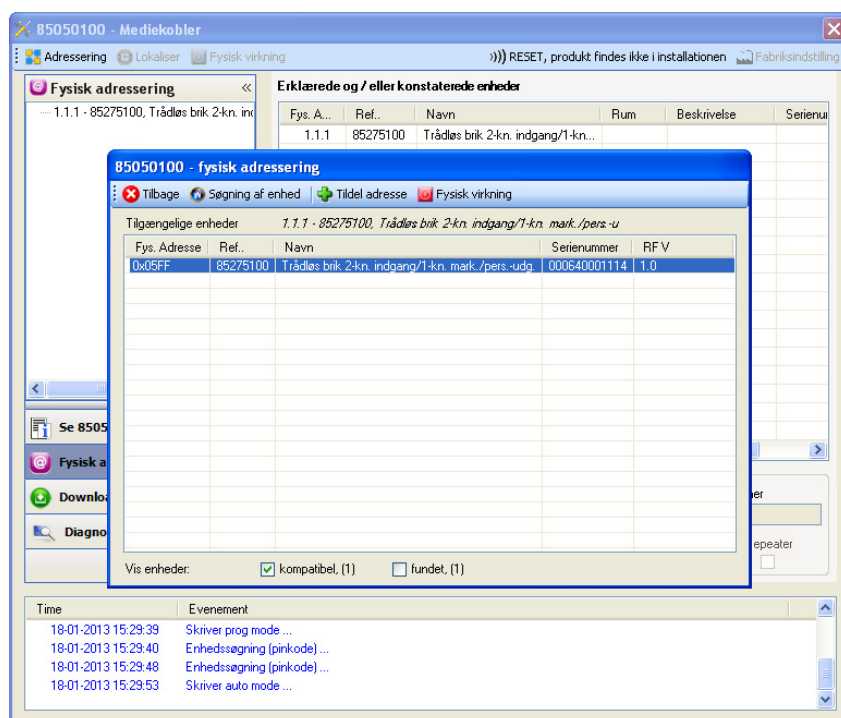 85050100 - Mediekobler
Adressering Lokaliser Fysisk virkning ))) RESET, produkt findes ikke i installationen Fabriksindstilling
Fysisk adressering «
1.1.1 - 85275100, Trådløs brik 2-kn. in
Erklærede og / eller konstaterede enheder
Fys. A... Ref.. Navn Rum Beskrivelse Serienu
1.1.1 85275100 Trådløs brik 2-kn. indgang/1-kn...
85050100 - fysisk adressering
Tilbage Søgning af enhed Tildel adresse Fysisk virkning
Tilgængelige enheder 1.1.1 - 85275100, Trådløs brik 2-kn. indgang/1-kn. mark./pers.-u
Fys. Adresse Ref.. Navn Serienummer RF V
0x05FF 85275100 Trådløs brik 2-kn. indgang/1-kn. mark./pers.-udg. 000640001114 1.0
Se 8505
Fysisk a
Downloa
Diagno
er
epeater
Vis enheder: kompatibel, (1) fundet, (1)
Time Evenement
18-01-2013 15:29:39 Skriver prog mode ...
18-01-2013 15:29:40 Enhedssøgning (pinkode) ...
18-01-2013 15:29:48 Enhedssøgning (pinkode) ...
18-01-2013 15:29:53 Skriver auto mode ...